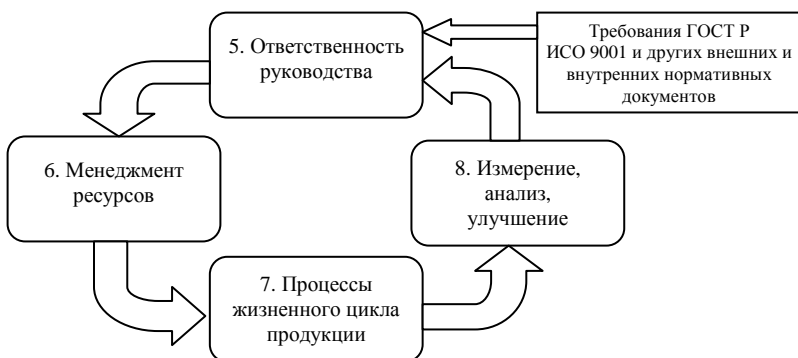 5. Ответственность
руководства
Требования ГОСТ Р
ИСО 9001 и других внешних и
внутренних нормативных
документов
6. Менеджмент
ресурсов
8. Измерение,
анализ,
улучшение
7. Процессы
жизненного цикла
продукции